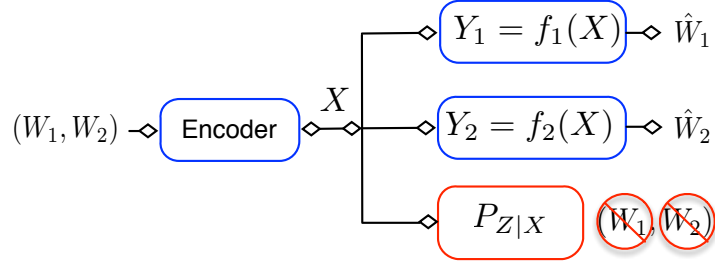 Y₁ = f₁(X) Ŵ₁
X
(W₁, W₂) Encoder Y₂ = f₂(X) Ŵ₂
P_{Z|X} (W₁, W₂)